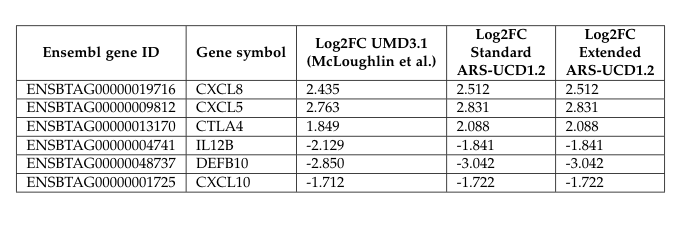 Ensembl gene ID Gene symbol Log2FC UMD3.1 (McLoughlin et al.) Log2FC Standard ARS-UCD1.2 Log2FC Extended ARS-UCD1.2
ENSBTAG00000019716 CXCL8 2.435 2.512 2.512
ENSBTAG00000009812 CXCL5 2.763 2.831 2.831
ENSBTAG00000013170 CTLA4 1.849 2.088 2.088
ENSBTAG00000004741 IL12B -2.129 -1.841 -1.841
ENSBTAG00000048737 DEFB10 -2.850 -3.042 -3.042
ENSBTAG00000001725 CXCL10 -1.712 -1.722 -1.722